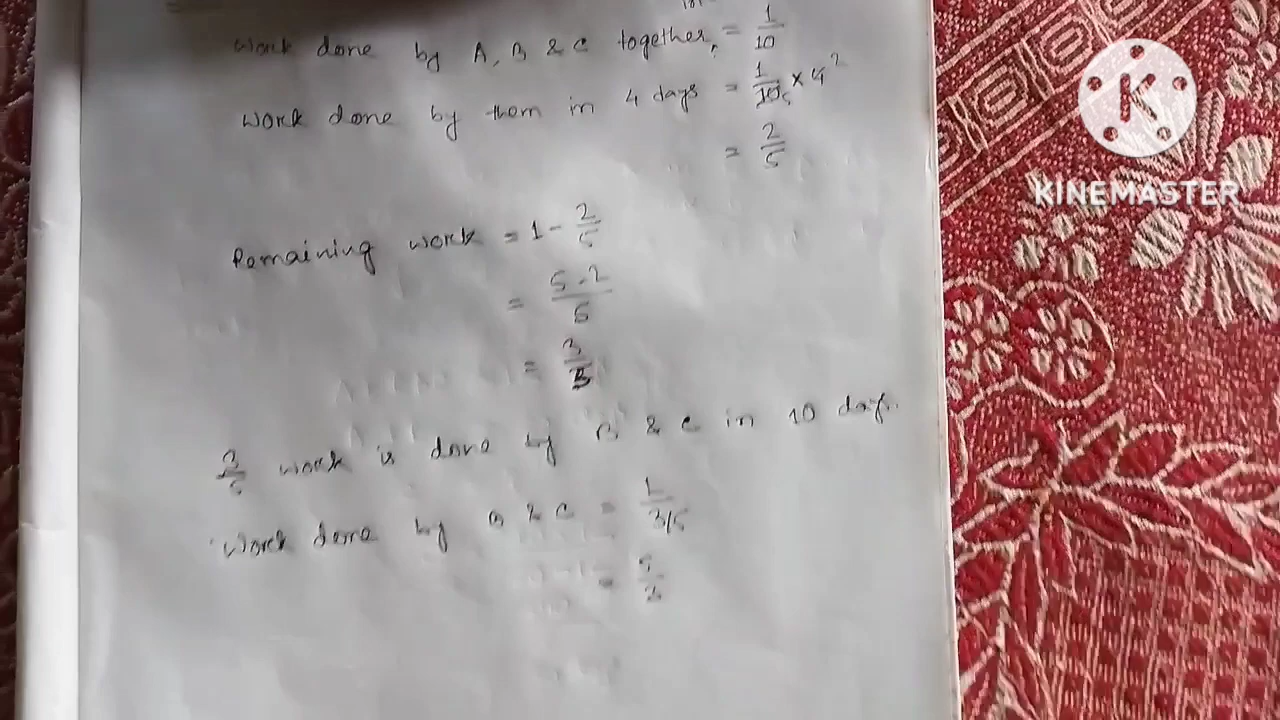 Work done by A, B & C together, = 1/10
Work done by them in 4 days = 1/10 5 × 4 2
= 2/5
Remaining work = 1 - 2/5
= 5-2/5
= 3/5
3/5 work is done by B & C in 10 days.
Work done by B & C = 1/3/5
= 5/3
KINEMASTER